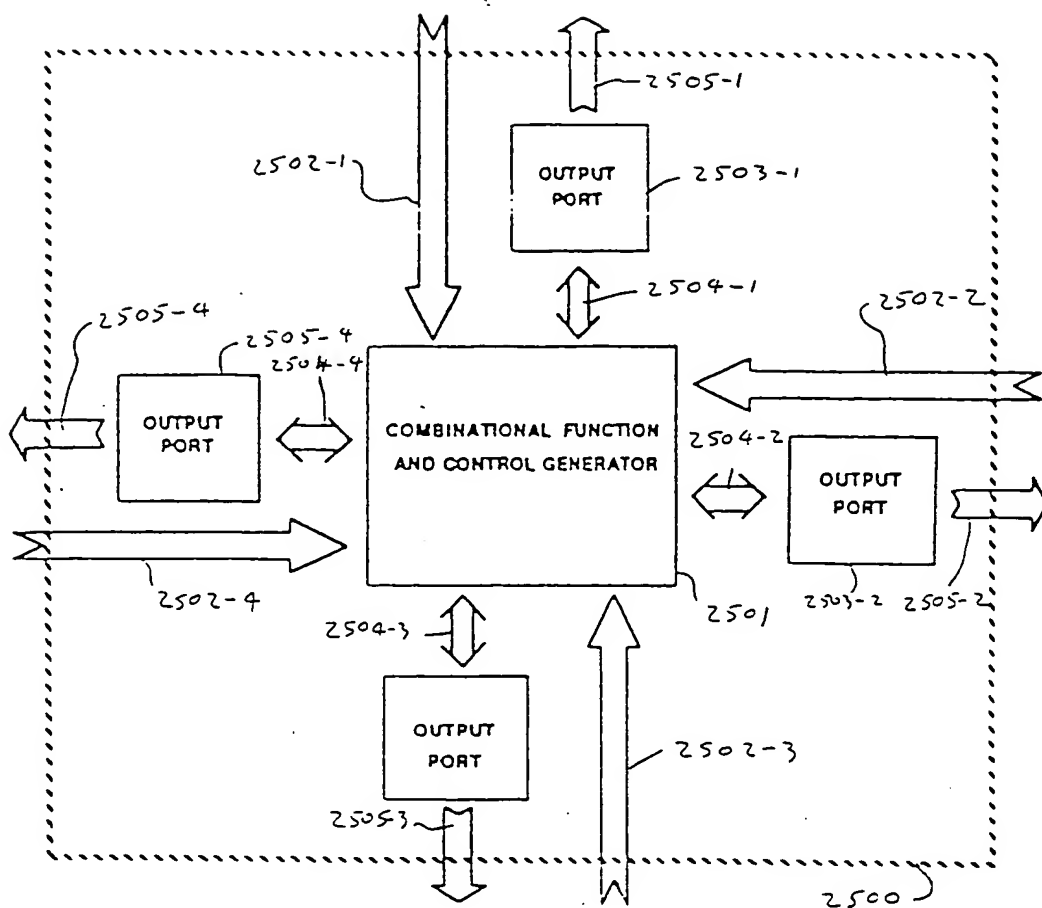 2505-1
2502-1
OUTPUT
PORT
2503-1
2504-1
2505-4
2505-4
2504-4
2502-2
OUTPUT
PORT
COMBINATIONAL FUNCTION
AND CONTROL GENERATOR
2504-2
OUTPUT
PORT
2502-4
2504-3
2501
2503-2
2505-2
OUTPUT
PORT
2502-3
2505-3
2500